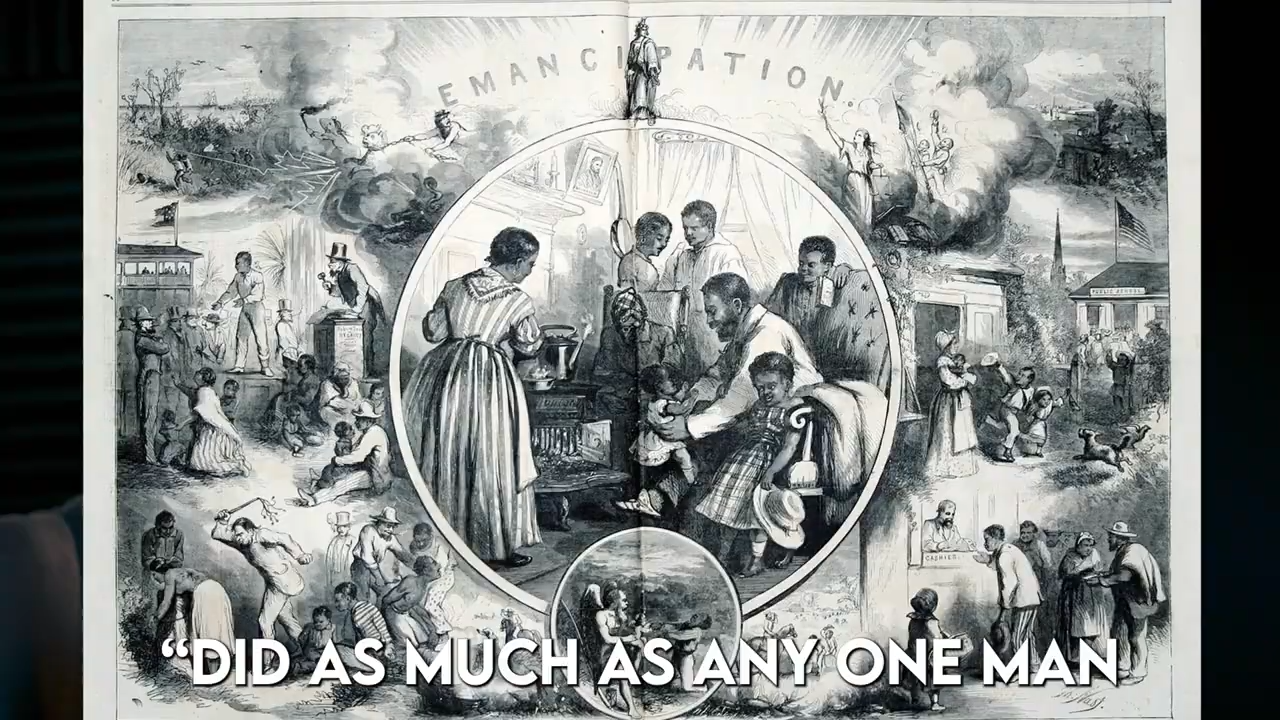 EMANCIPATION.
PUBLIC SCHOOL
CASHIER.
“DID AS MUCH AS ANY ONE MAN